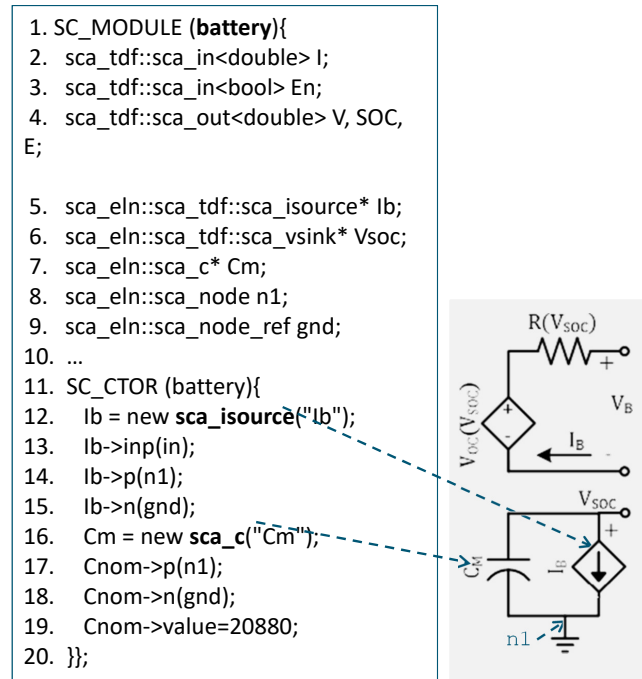 1. SC_MODULE (battery){
2. sca_tdf::sca_in<double> I;
3. sca_tdf::sca_in<bool> En;
4. sca_tdf::sca_out<double> V, SOC,
E;
5. sca_eln::sca_tdf::sca_isource* Ib;
6. sca_eln::sca_tdf::sca_vsink* Vsoc;
7. sca_eln::sca_c* Cm;
8. sca_eln::sca_node n1;
9. sca_eln::sca_node_ref gnd;
10. …
11. SC_CTOR (battery){
12. Ib = new sca_isource("Ib");
13. Ib->inp(in);
14. Ib->p(n1);
15. Ib->n(gnd);
16. Cm = new sca_c("Cm");
17. Cnom->p(n1);
18. Cnom->n(gnd);
19. Cnom->value=20880;
20. }};
R(VSOC)
+
VOC(VSOC)
+
-
VB
IB
-
VSOC
+
CM
IB
n1